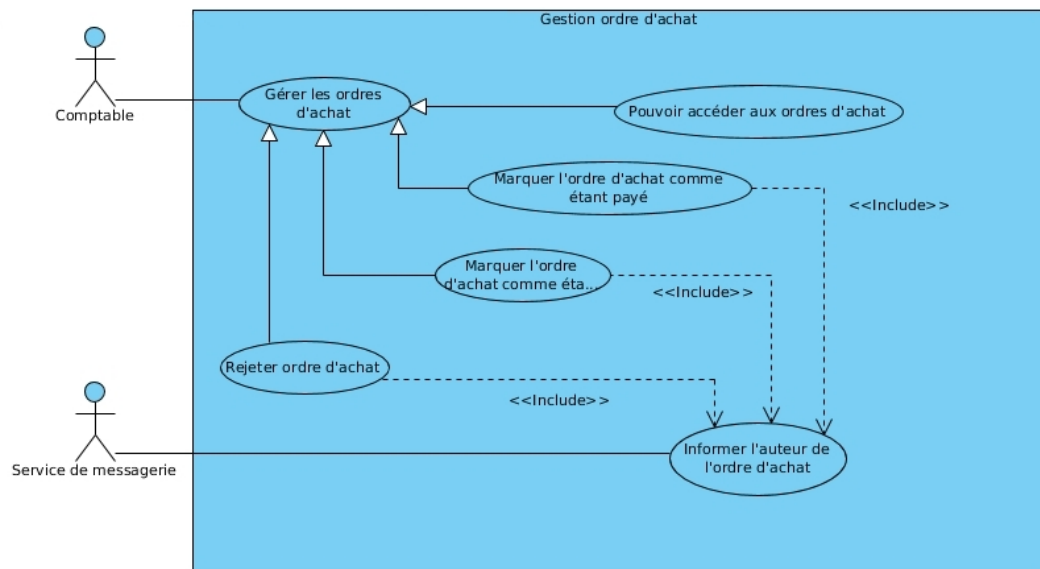 Gestion ordre d'achat
Comptable
Gérer les ordres
d'achat
Pouvoir accéder aux ordres d'achat
Marquer l'ordre d'achat comme
étant payé
<<Include>>
Marquer l'ordre
d'achat comme éta...
<<Include>>
Rejeter ordre d'achat
<<Include>>
Service de messagerie
Informer l'auteur de
l'ordre d'achat